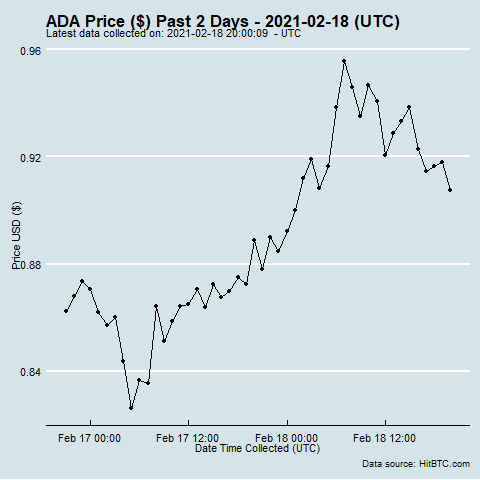 ADA Price ($) Past 2 Days - 2021-02-18 (UTC)
Latest data collected on: 2021-02-18 20:00:09 - UTC
0.96
0.92
0.88
0.84
Price USD ($)
Feb 17 00:00 Feb 17 12:00 Feb 18 00:00 Feb 18 12:00
Date Time Collected (UTC)
Data source: HitBTC.com